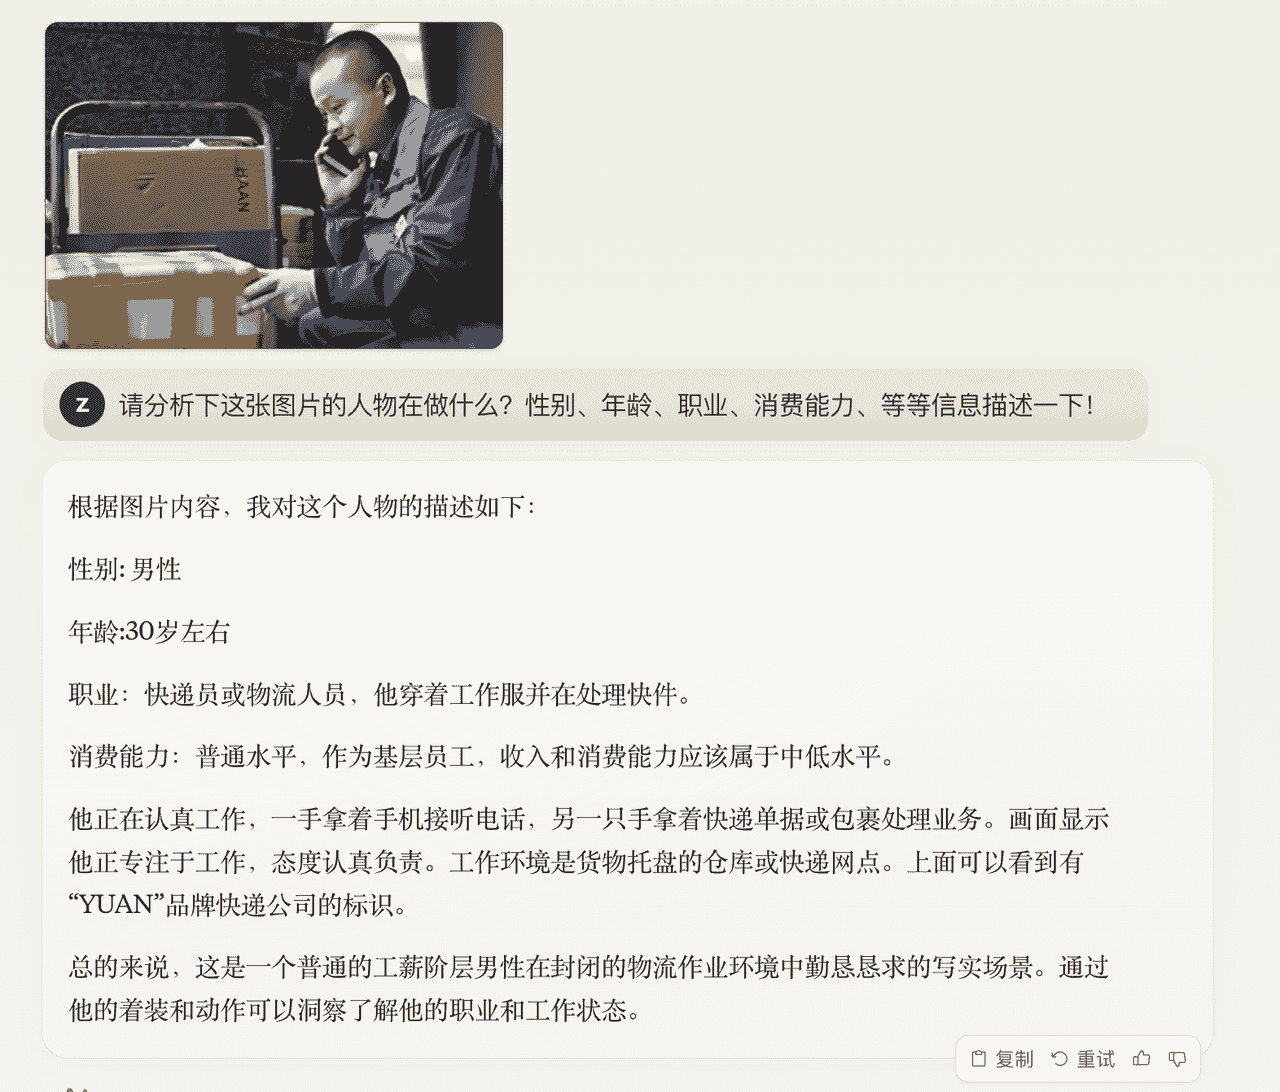 HAAN
Z
请分析下这张图片的人物在做什么？性别、年龄、职业、消费能力、等等信息描述一下！
根据图片内容，我对这个人物的描述如下：
性别: 男性
年龄:30岁左右
职业：快递员或物流人员，他穿着工作服并在处理快件。
消费能力：普通水平，作为基层员工，收入和消费能力应该属于中低水平。
他正在认真工作，一手拿着手机接听电话，另一只手拿着快递单据或包裹处理业务。画面显示
他正专注于工作，态度认真负责。工作环境是货物托盘的仓库或快递网点。上面可以看到有
“YUAN”品牌快递公司的标识。
总的来说，这是一个普通的工薪阶层男性在封闭的物流作业环境中勤恳恳求的写实场景。通过
他的着装和动作可以洞察了解他的职业和工作状态。
复制 重试